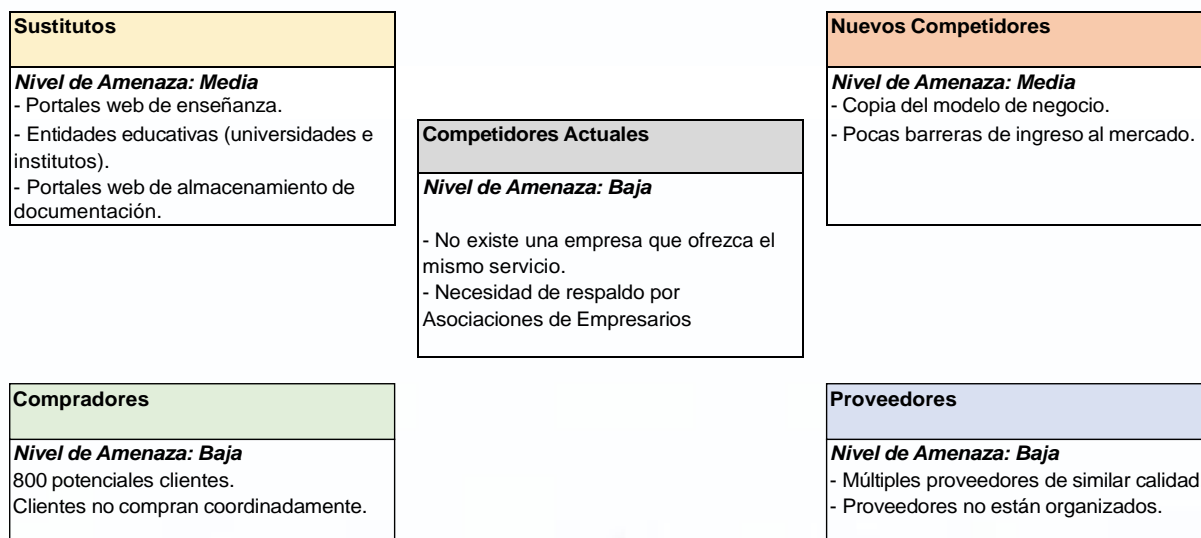 Sustitutos
Nivel de Amenaza: Media
- Portales web de enseñanza.
- Entidades educativas (universidades e
institutos).
- Portales web de almacenamiento de
documentación.
Nuevos Competidores
Nivel de Amenaza: Media
- Copia del modelo de negocio.
- Pocas barreras de ingreso al mercado.
Competidores Actuales
Nivel de Amenaza: Baja
- No existe una empresa que ofrezca el
mismo servicio.
- Necesidad de respaldo por
Asociaciones de Empresarios
Compradores
Nivel de Amenaza: Baja
800 potenciales clientes.
Clientes no compran coordinadamente.
Proveedores
Nivel de Amenaza: Baja
- Múltiples proveedores de similar calidad
- Proveedores no están organizados.